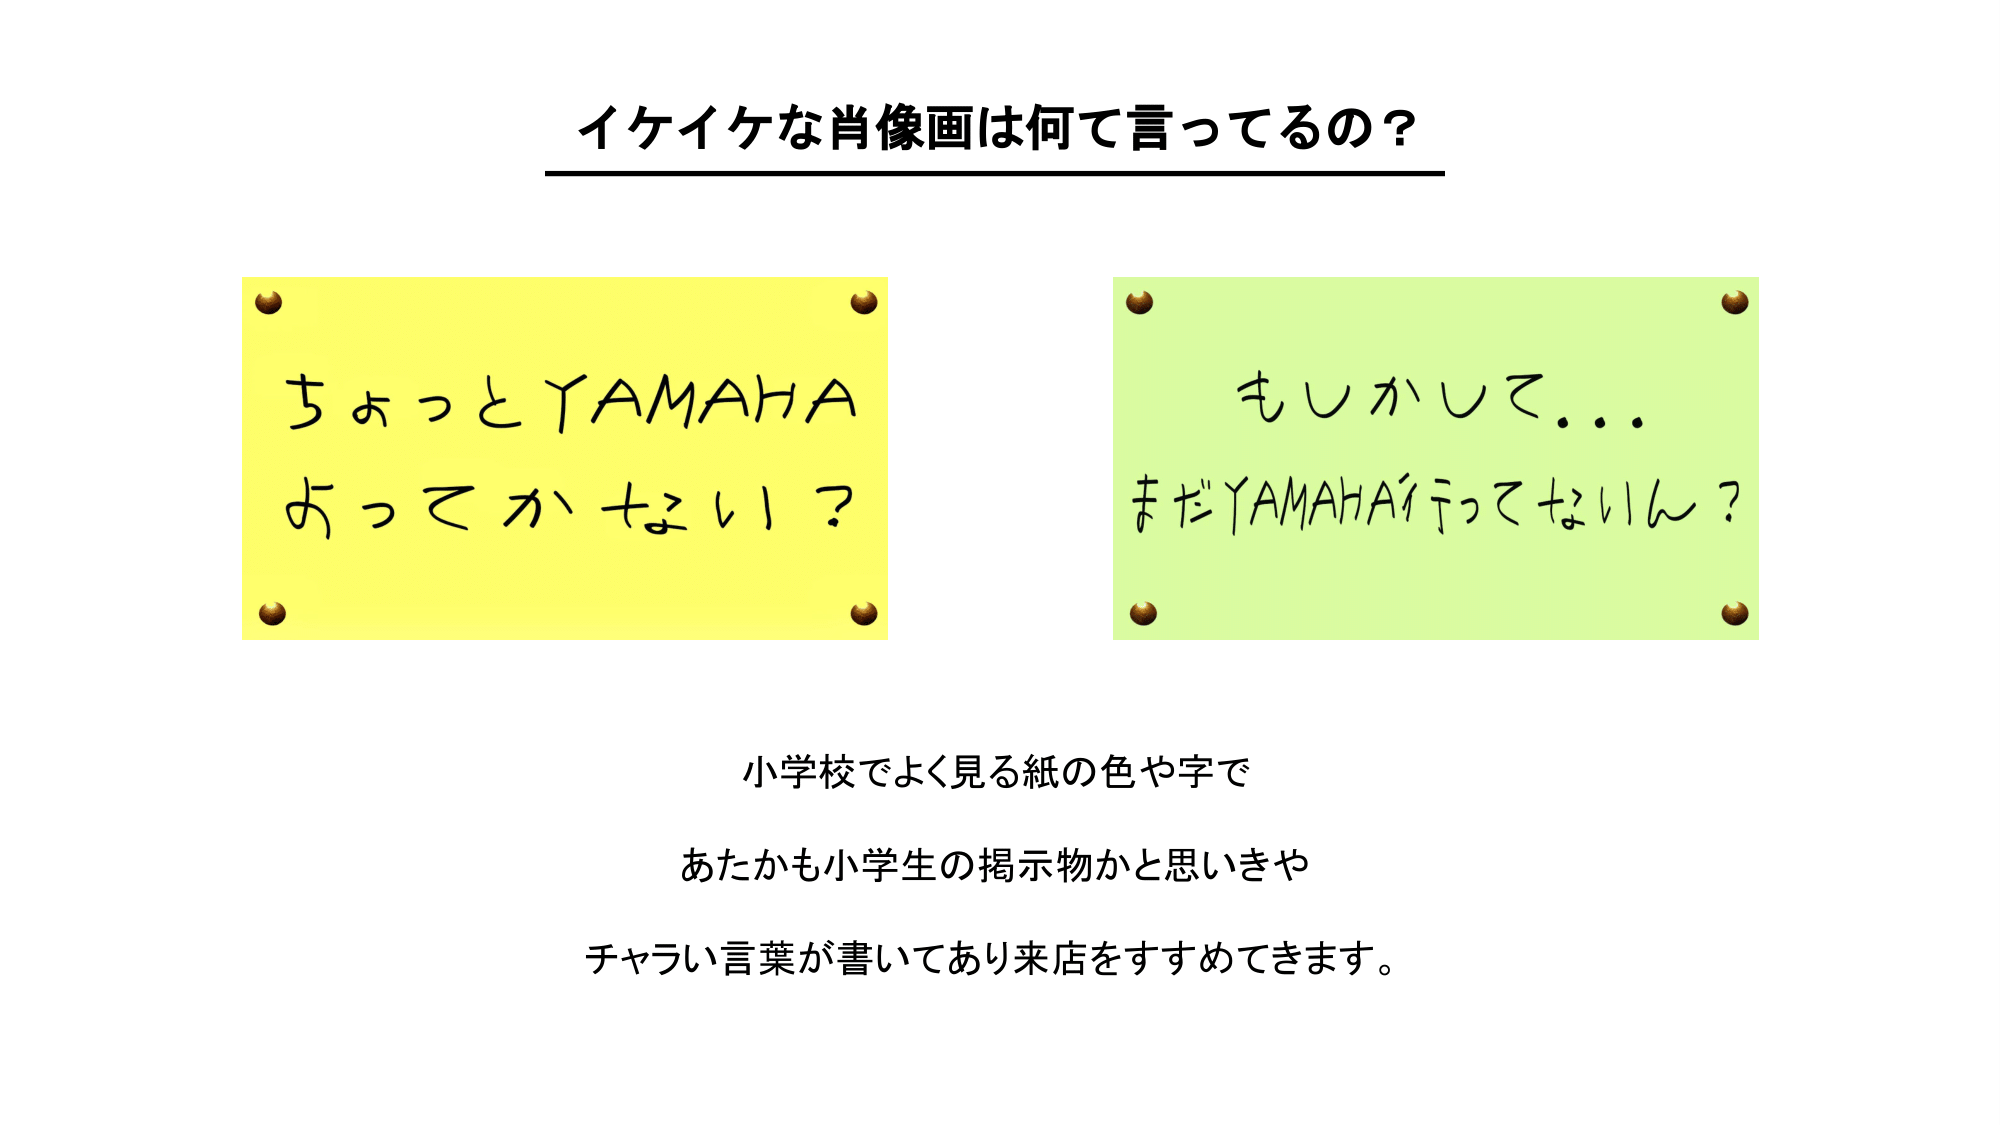 イケイケな肖像画は何て言ってるの？
ちょっとYAMAHA
よってかない？
もしかして...
まだYAMAHA行ってないん？
小学校でよく見る紙の色や字で
あたかも小学生の掲示物かと思いきや
チャラい言葉が書いてあり来店をすすめてきます。